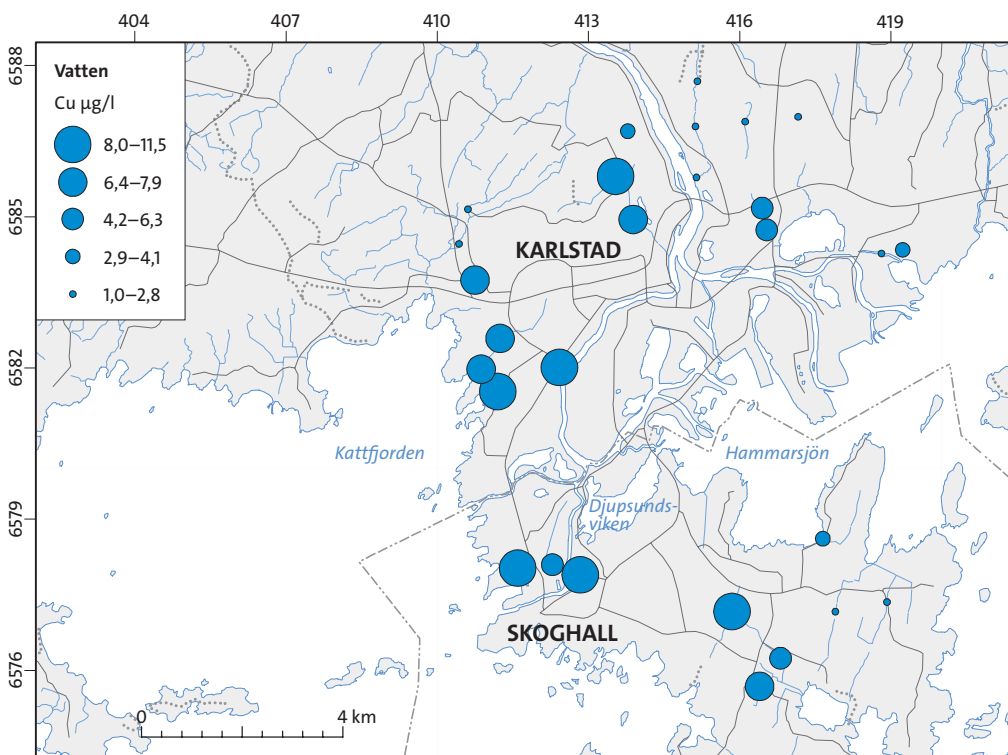 404 407 410 413 416 419
6588
6585
6582
6579
6576
Vatten
Cu µg/l
8,0–11,5
6,4–7,9
4,2–6,3
2,9–4,1
1,0–2,8
KARLSTAD
Kattfjorden
Hammarsjön
Djupsunds-
viken
SKOGHALL
0 4 km